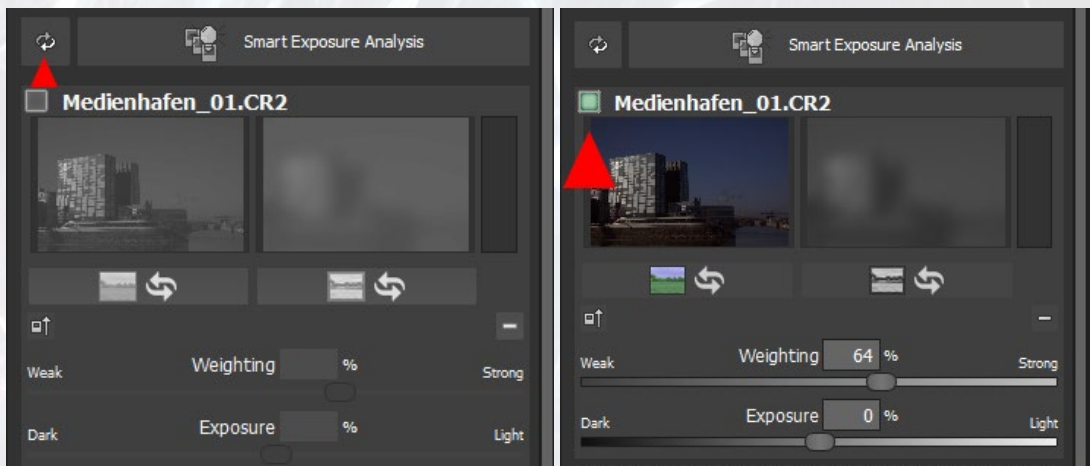 Smart Exposure Analysis
Medienhafen_01.CR2
Weighting %
Weak Strong
Exposure %
Dark Light
Smart Exposure Analysis
Medienhafen_01.CR2
Weighting 64 %
Weak Strong
Exposure 0 %
Dark Light